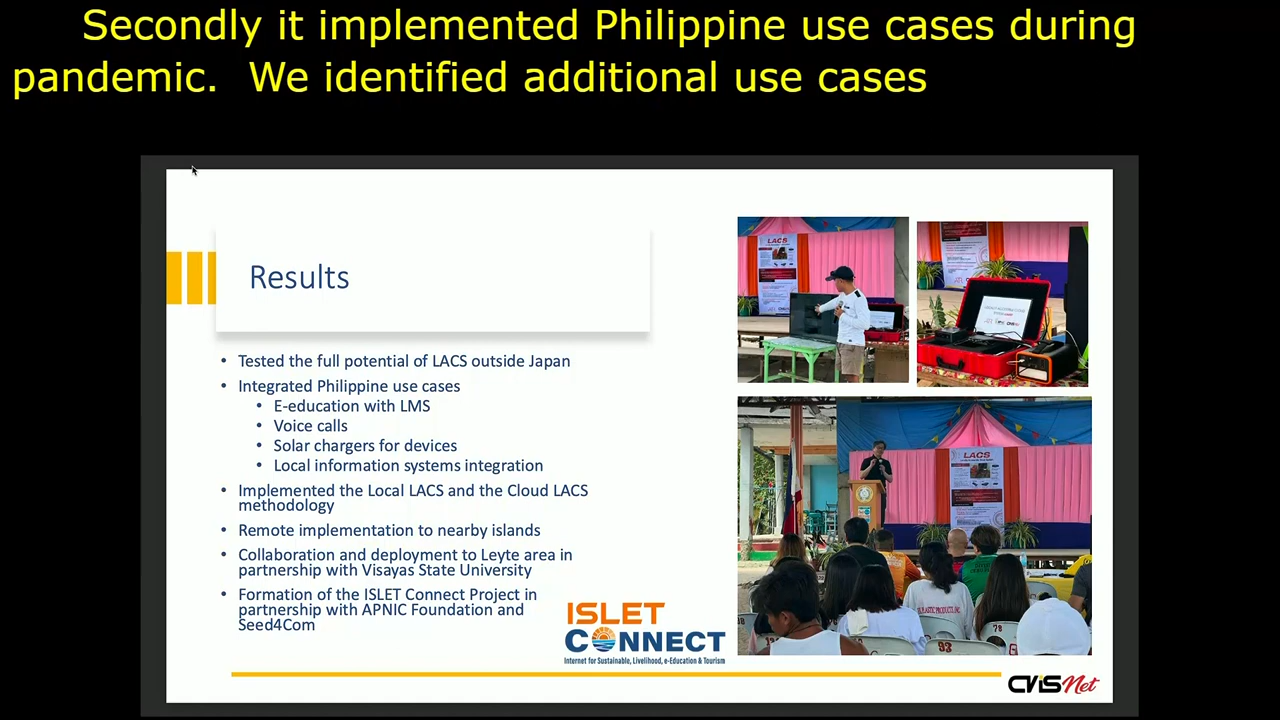 Secondly it implemented Philippine use cases during
pandemic. We identified additional use cases
Results
• Tested the full potential of LACS outside Japan
• Integrated Philippine use cases
• E-education with LMS
• Voice calls
• Solar chargers for devices
• Local information systems integration
• Implemented the Local LACS and the Cloud LACS
methodology
• Remote implementation to nearby islands
• Collaboration and deployment to Leyte area in
partnership with Visayas State University
• Formation of the ISLET Connect Project in
partnership with APNIC Foundation and
Seed4Com
ISLET
CONNECT
Internet for Sustainable, Livelihood, e-Education & Tourism
LACS
LACS
93
78
CVISNet